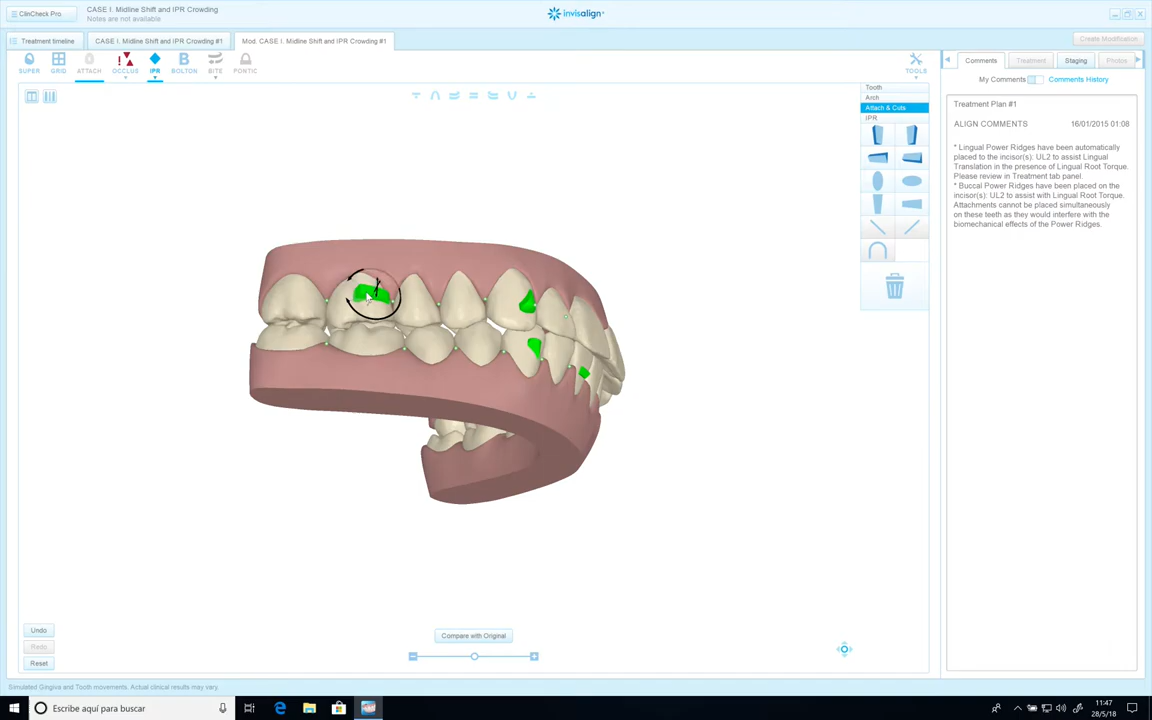 ClinCheck Pro
CASE I. Midline Shift and IPR Crowding
Notes are not available
invisalign
Create Modification
Treatment timeline
CASE I. Midline Shift and IPR Crowding #1
Mod. CASE I. Midline Shift and IPR Crowding #1
SUPER
GRID
ATTACH
OCCLUS
IPR
BOLTON
BITE
PONTIC
TOOLS
Comments
Treatment
Staging
Photos
My Comments
Comments History
Tooth
Arch
Attach & Cuts
IPR
Treatment Plan #1
ALIGN COMMENTS 16/01/2015 01:08
* Lingual Power Ridges have been automatically
placed to the incisor(s): UL2 to assist Lingual
Translation in the presence of Lingual Root Torque.
Please review in Treatment tab panel.
* Buccal Power Ridges have been placed on the
incisor(s): UL2 to assist with Lingual Root Torque.
Attachments cannot be placed simultaneously
on these teeth as they would interfere with the
biomechanical effects of the Power Ridges.
Undo
Redo
Reset
Compare with Original
Simulated Gingiva and Tooth movements. Actual clinical results may vary.
Escribe aquí para buscar
11:47
28/5/18